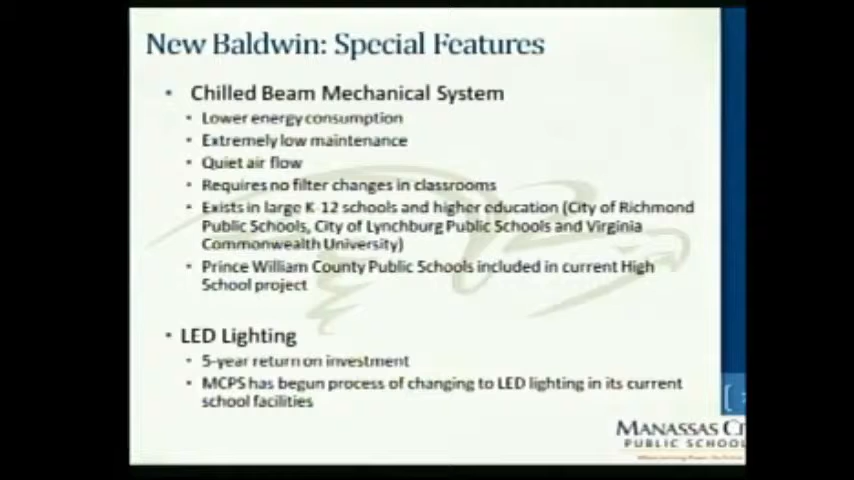 New Baldwin: Special Features
• Chilled Beam Mechanical System
• Lower energy consumption
• Extremely low maintenance
• Quiet air flow
• Requires no filter changes in classrooms
• Exists in large K-12 schools and higher education (City of Richmond
Public Schools, City of Lynchburg Public Schools and Virginia
Commonwealth University)
• Prince William County Public Schools included in current High
School project
• LED Lighting
• 5-year return on investment
• MCPS has begun process of changing to LED lighting in its current
school facilities
[
MANASSAS CI
PUBLIC SCHOOL